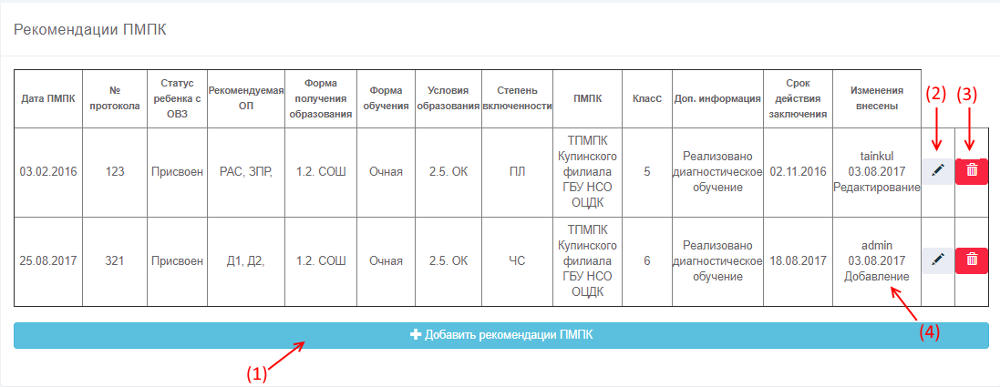 Рекомендации ПМПК
Дата ПМПК
№
протокола
Статус
ребенка с
ОВЗ
Рекомендуемая
ОП
Форма
получения
образования
Форма
обучения
Условия
образования
Степень
включенности
ПМПК
КласС
Доп. информация
Срок
действия
заключения
Изменения
внесены
(2)
(3)
03.02.2016
123
Присвоен
РАС, ЗПР,
1.2. СОШ
Очная
2.5. ОК
ПЛ
ТПМПК
Купинского
филиала
ГБУ НСО
ОЦДК
5
Реализовано
диагностическое
обучение
02.11.2016
tainkul
03.08.2017
Редактирование
25.08.2017
321
Присвоен
Д1, Д2,
1.2. СОШ
Очная
2.5. ОК
ЧС
ТПМПК
Купинского
филиала
ГБУ НСО
ОЦДК
6
Реализовано
диагностическое
обучение
18.08.2017
admin
03.08.2017
Добавление
(4)
Добавить рекомендации ПМПК
(1)